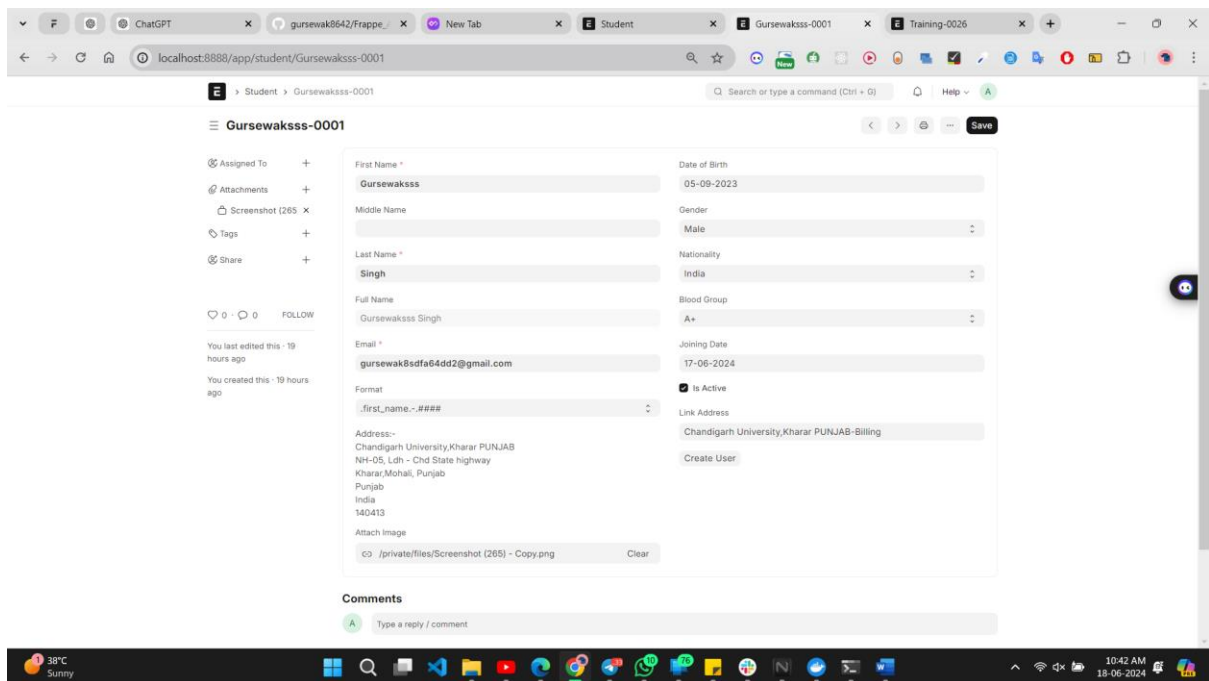 ChatGPT
gursewak8642/Frappe_
New Tab
Student
Gursewaksss-0001
Training-0026
localhost:8888/app/student/Gursewaksss-0001
New
E > Student > Gursewaksss-0001
Search or type a command (Ctrl + G)
Help
A
Gursewaksss-0001
Save
Assigned To
Attachments
Screenshot (265
Tags
Share
0 · 0 FOLLOW
You last edited this · 19
hours ago
You created this · 19 hours
ago
First Name *
Gursewaksss
Middle Name
Last Name *
Singh
Full Name
Gursewaksss Singh
Email *
gursewak8sdfa64dd2@gmail.com
Format
.first_name.-.####
Address:-
Chandigarh University,Kharar PUNJAB
NH-05, Ldh - Chd State highway
Kharar,Mohali, Punjab
Punjab
India
140413
Attach Image
/private/files/Screenshot (265) - Copy.png
Clear
Date of Birth
05-09-2023
Gender
Male
Nationality
India
Blood Group
A+
Joining Date
17-06-2024
Is Active
Link Address
Chandigarh University,Kharar PUNJAB-Billing
Create User
Comments
A
Type a reply / comment
1
38°C
Sunny
10
76
10:42 AM
18-06-2024